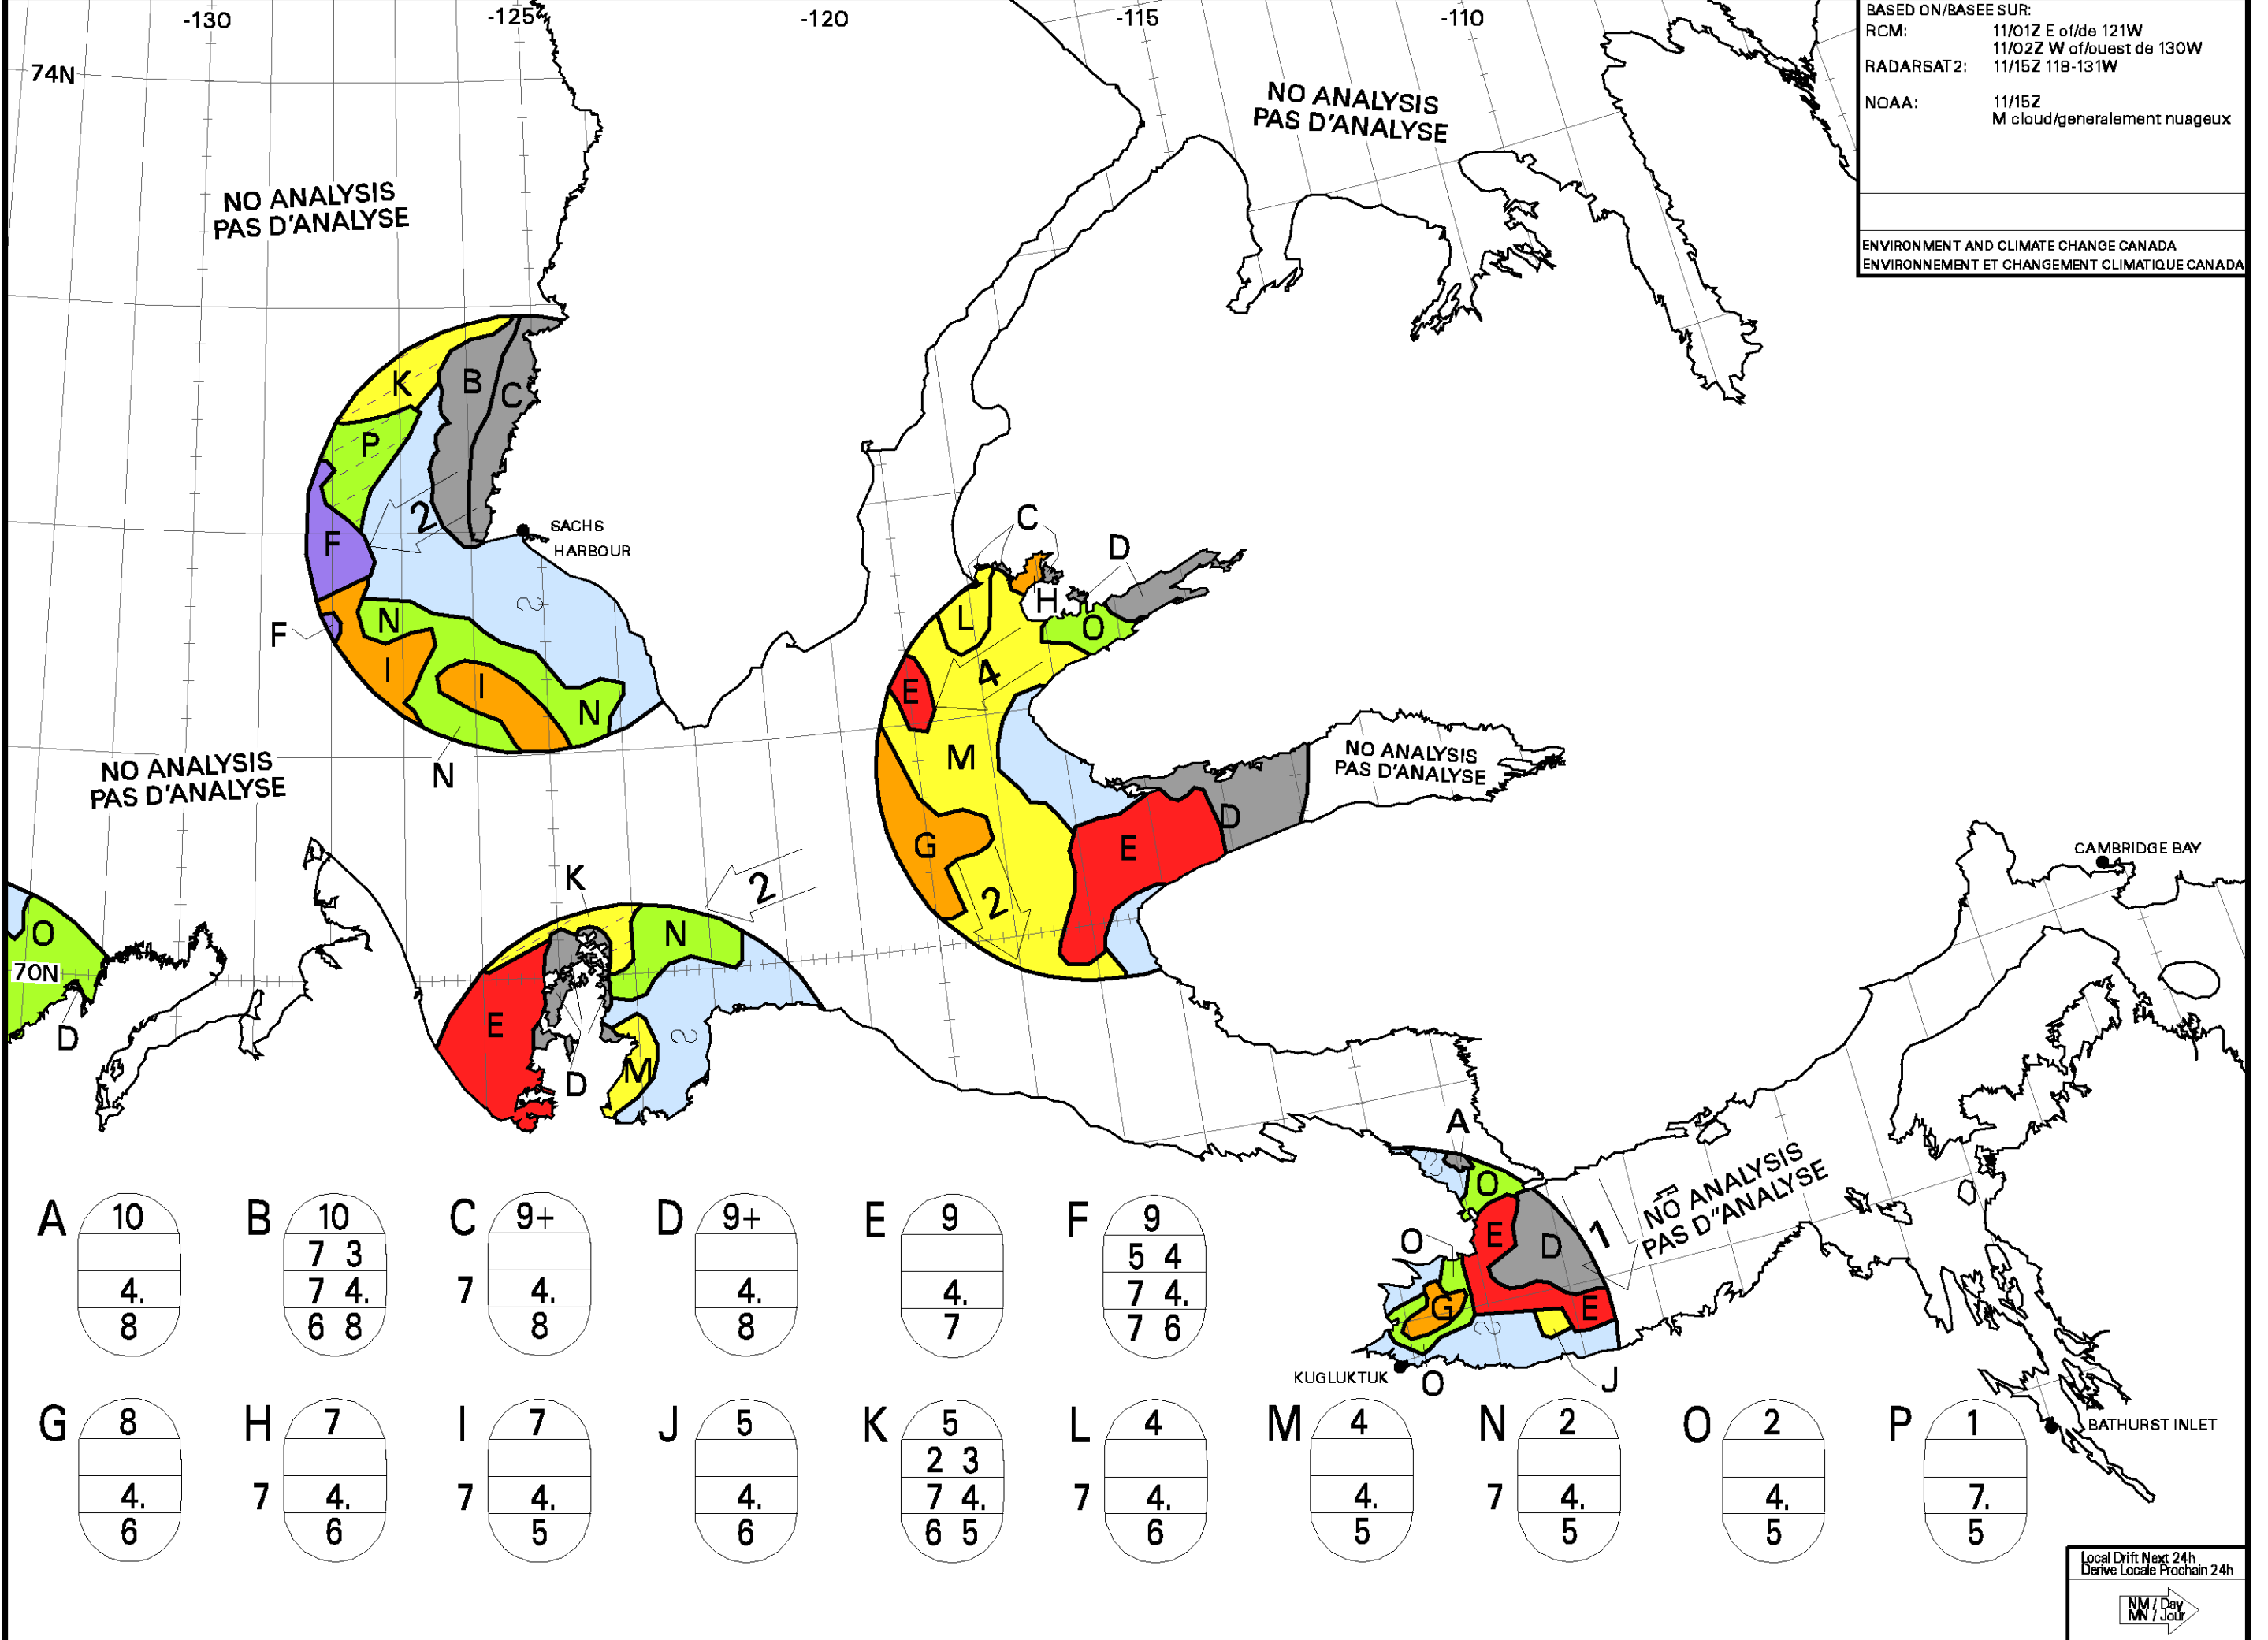 -130
-125
-120
-115
-110
BASED ON/BASEE SUR:
RCM: 11/01Z E of/de 121W
11/02Z W of/ouest de 130W
RADARSAT2: 11/15Z 118-131W
NOAA: 11/15Z
M cloud/generalement nuageux
ENVIRONMENT AND CLIMATE CHANGE CANADA
ENVIRONNEMENT ET CHANGEMENT CLIMATIQUE CANADA
74N
NO ANALYSIS
PAS D'ANALYSE
NO ANALYSIS
PAS D'ANALYSE
K
B
C
P
2
F
SACHS
HARBOUR
F
N
I
I
N
N
C
D
H
L
O
4
E
M
NO ANALYSIS
PAS D'ANALYSE
D
G
E
2
NO ANALYSIS
PAS D'ANALYSE
CAMBRIDGE BAY
K
2
O
N
70N
D
E
M
D
A
O
NO ANALYSIS
PAS D"ANALYSE
E
D
1
O
G
E
KUGLUKTUK
O
J
BATHURST INLET
A
10
4.
8
B
10
7 3
7 4.
6 8
C
9+
7 4.
8
D
9+
4.
8
E
9
4.
7
F
9
5 4
7 4.
7 6
G
8
4.
6
H
7
7 4.
6
I
7
7 4.
5
J
5
4.
6
K
5
2 3
7 4.
6 5
L
4
7 4.
6
M
4
4.
5
N
2
7 4.
5
O
2
4.
5
P
1
7.
5
Local Drift Next 24h
Derive Locale Prochain 24h
NM / Day
MN / Jour